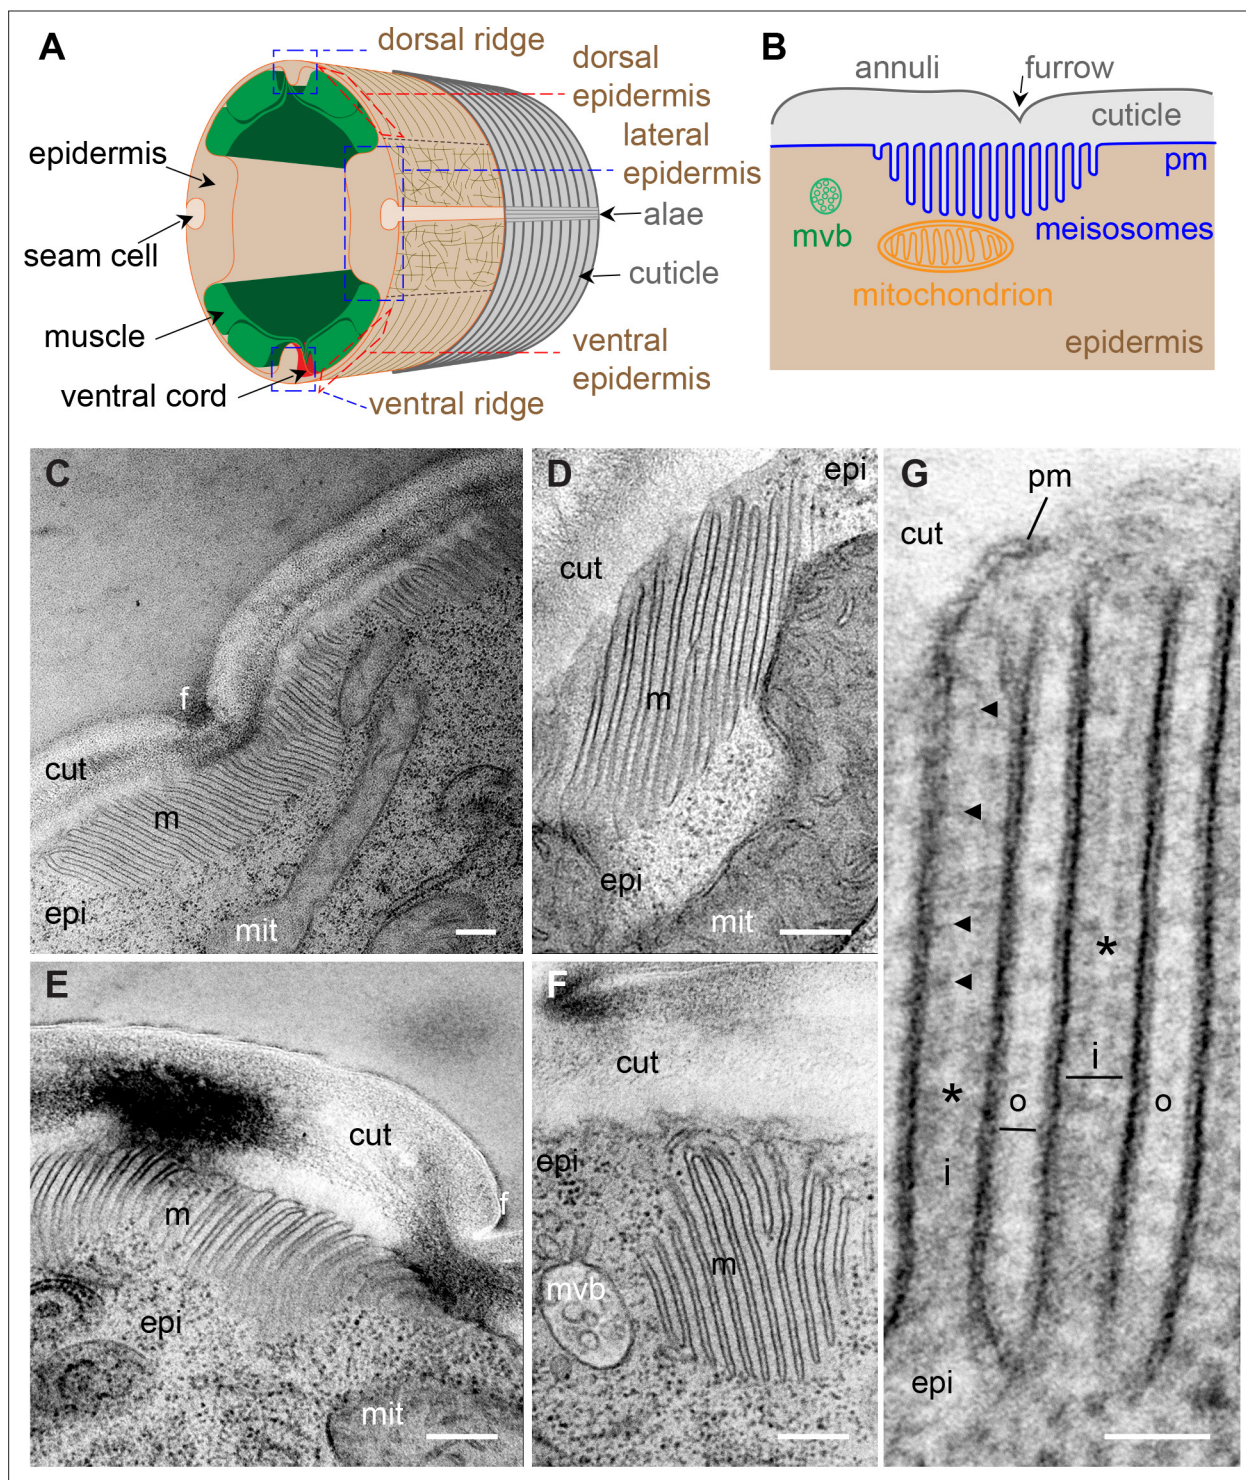 A
dorsal ridge
dorsal
epidermis
lateral
epidermis
epidermis
seam cell
alae
cuticle
muscle
ventral
epidermis
ventral cord
ventral ridge
B
annuli
furrow
cuticle
pm
mvb
meisosomes
mitochondrion
epidermis
C
f
cut
m
epi
mit
D
epi
cut
m
epi
mit
E
cut
f
m
epi
mit
F
cut
epi
m
mvb
G
pm
cut
*
i
*
o
o
i
epi